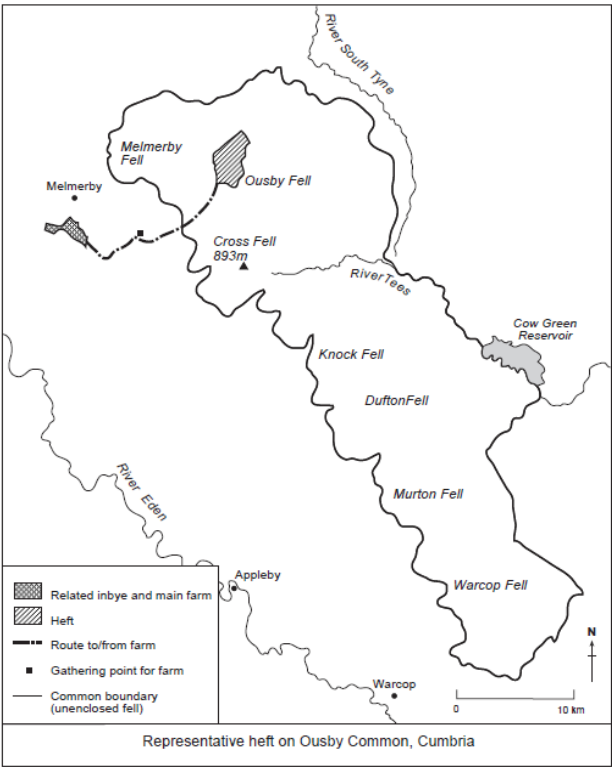 River South Tyne
Melmerby
Fell
Melmerby
Ousby Fell
Cross Fell
893m
RiverTees
Cow Green
Reservoir
Knock Fell
DuftonFell
River Eden
Murton Fell
Appleby
Warcop Fell
Warcop
N
0 10 km
Related inbye and main farm
Heft
Route to/from farm
Gathering point for farm
Common boundary
(unenclosed fell)
Representative heft on Ousby Common, Cumbria